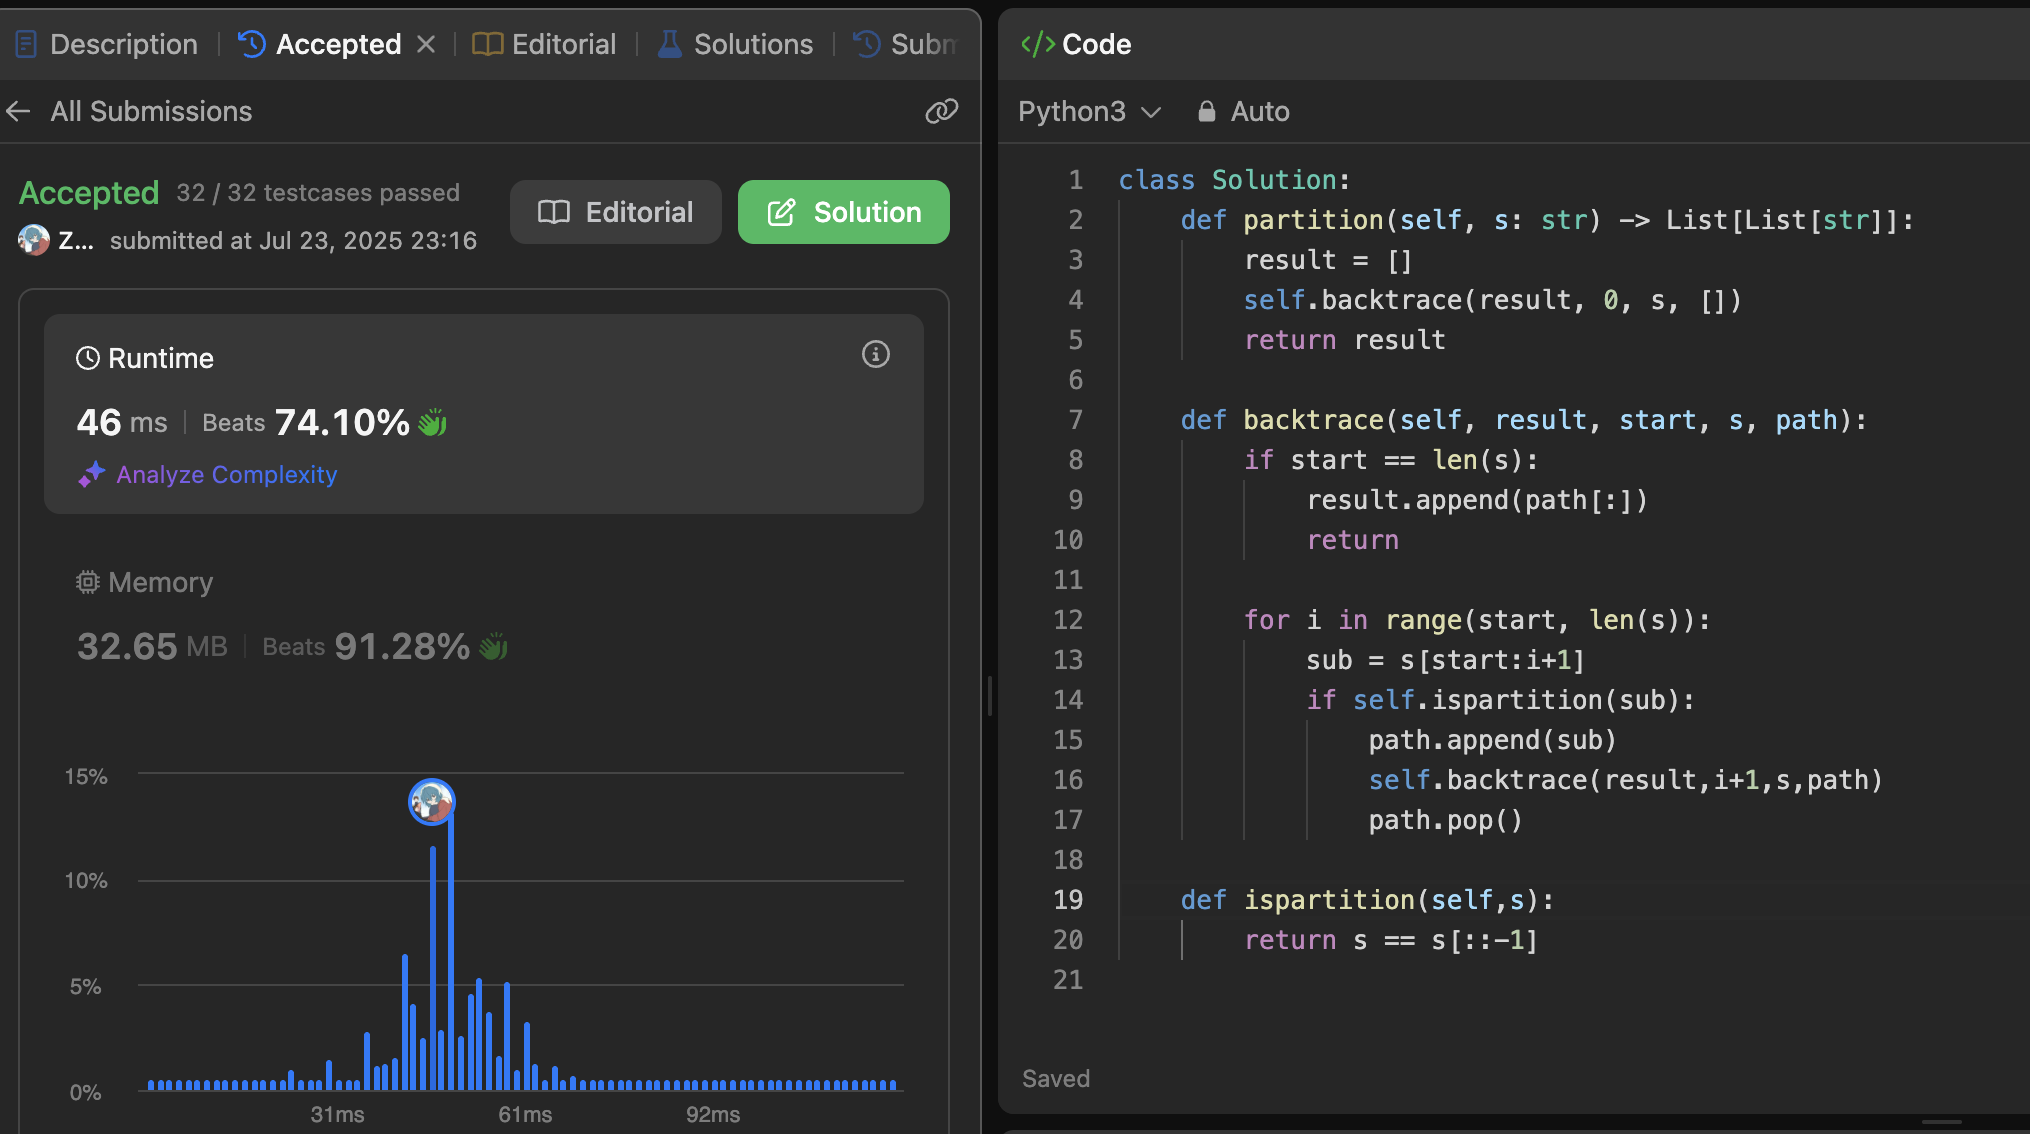 Description
Accepted
Editorial
Solutions
Subm
All Submissions
Accepted 32 / 32 testcases passed
Z... submitted at Jul 23, 2025 23:16
Editorial
Solution
Runtime
46 ms Beats 74.10%
Analyze Complexity
Memory
32.65 MB Beats 91.28%
15%
10%
5%
0%
31ms 61ms 92ms
Code
Python3 Auto
1 class Solution:
2     def partition(self, s: str) -> List[List[str]]:
3         result = []
4         self.backtrace(result, 0, s, [])
5         return result
6
7     def backtrace(self, result, start, s, path):
8         if start == len(s):
9             result.append(path[:])
10             return
11
12         for i in range(start, len(s)):
13             sub = s[start:i+1]
14             if self.ispartition(sub):
15                 path.append(sub)
16                 self.backtrace(result,i+1,s,path)
17                 path.pop()
18
19     def ispartition(self,s):
20         return s == s[::-1]
21
Saved